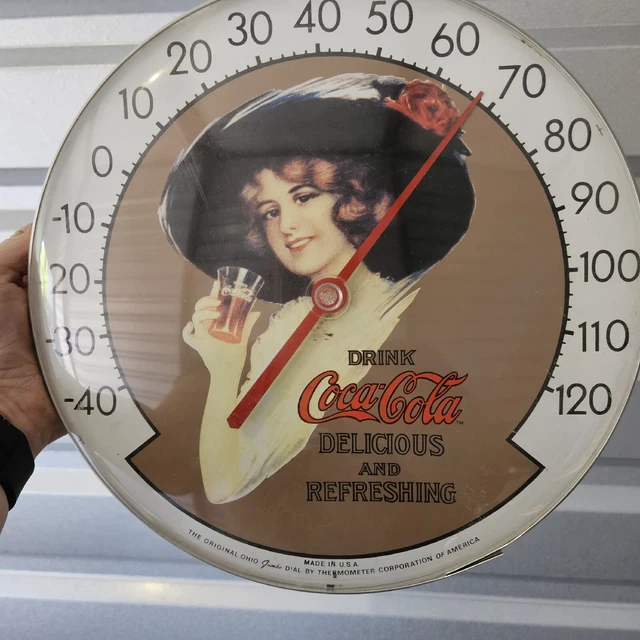 -40
-30
-20
-10
0
10
20
30
40
50
60
70
80
90
100
110
120
DRINK
Coca-Cola
TM
DELICIOUS
AND
REFRESHING
MADE IN U.S.A.
THE ORIGINAL OHIO Jumbo DIAL BY THERMOMETER CORPORATION OF AMERICA